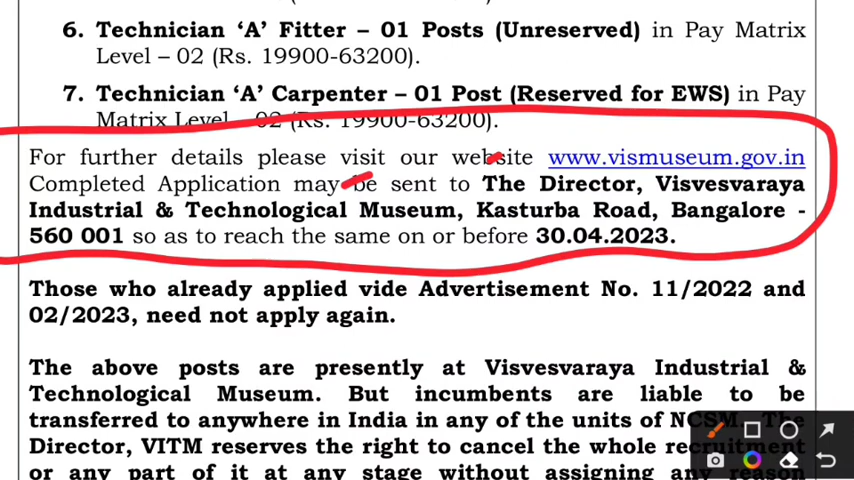 6. Technician ‘A’ Fitter – 01 Posts (Unreserved) in Pay Matrix
Level – 02 (Rs. 19900-63200).
7. Technician ‘A’ Carpenter – 01 Post (Reserved for EWS) in Pay
Matrix Level – 02 (Rs. 19900-63200).
For further details please visit our website www.vismuseum.gov.in
Completed Application may be sent to The Director, Visvesvaraya
Industrial & Technological Museum, Kasturba Road, Bangalore -
560 001 so as to reach the same on or before 30.04.2023.
Those who already applied vide Advertisement No. 11/2022 and
02/2023, need not apply again.
The above posts are presently at Visvesvaraya Industrial &
Technological Museum. But incumbents are liable to be
transferred to anywhere in India in any of the units of NCSM. The
Director, VITM reserves the right to cancel the whole recruitment
or any part of it at any stage without assigning any reason